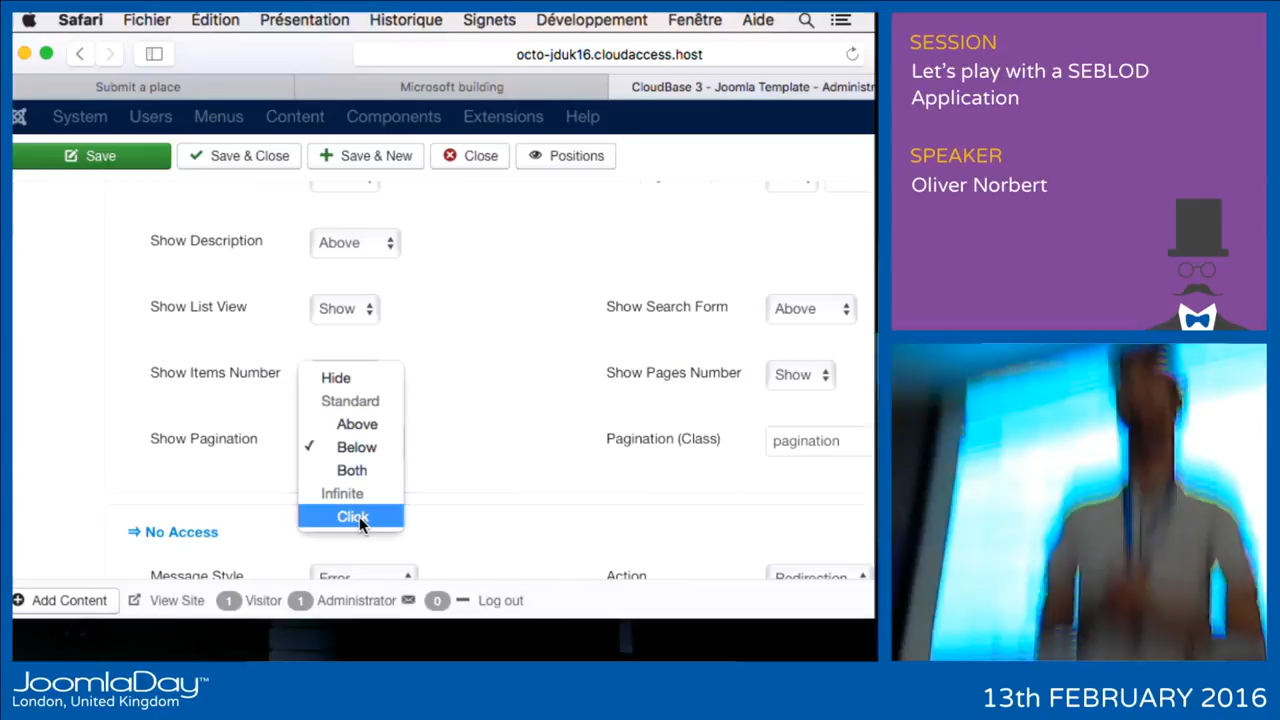 Safari Fichier Édition Présentation Historique Signets Développement Fenêtre Aide
octo-jduk16.cloudaccess.host
Submit a place Microsoft building CloudBase 3 - Joomla Template - Administr
System Users Menus Content Components Extensions Help
Save Save & Close Save & New Close Positions
Show Description Above
Show List View Show Show Search Form Above
Show Items Number Show Pages Number Show
Show Pagination Pagination (Class) pagination
Hide
Standard
Above
Below
Both
Infinite
Click
⇒ No Access
Message Style Error Action Redirection
Add Content View Site 1 Visitor 1 Administrator 0 Log out
SESSION
Let's play with a SEBLOD
Application
SPEAKER
Oliver Norbert
JoomlaDay™
London, United Kingdom
13th FEBRUARY 2016